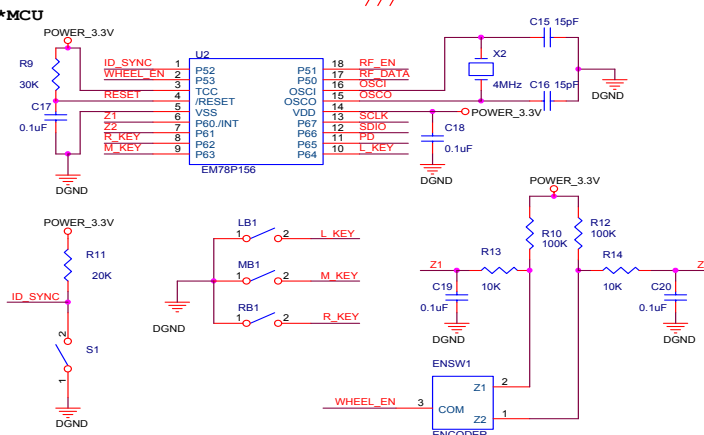 *MCU
POWER_3.3V
R9
30K
C17
0.1uF
DGND
U2
ID_SYNC 1 P52 P51 18 RF_EN
WHEEL_EN 2 P53 P50 17 RF_DATA
3 TCC OSCI 16 OSCI
RESET 4 /RESET OSCO 15 OSCO
5 VSS VDD 14
Z1 6 P60./INT P67 13 SCLK
Z2 7 P61 P66 12 SDIO
R_KEY 8 P62 P65 11 PD
M_KEY 9 P63 P64 10 L_KEY
EM78P156
C15 15pF
X2
4MHz
C16 15pF
DGND
POWER_3.3V
C18
0.1uF
DGND
POWER_3.3V
R11
20K
ID_SYNC
2
S1
1
DGND
LB1
1 2 L_KEY
MB1
1 2 M_KEY
RB1
1 2 R_KEY
DGND
POWER_3.3V
R10
100K
R12
100K
Z1
R13
10K
C19
0.1uF
DGND
R14
10K
Z
C20
0.1uF
DGND
ENSW1
WHEEL_EN 3 COM
Z1 2
Z2 1
ENCODER